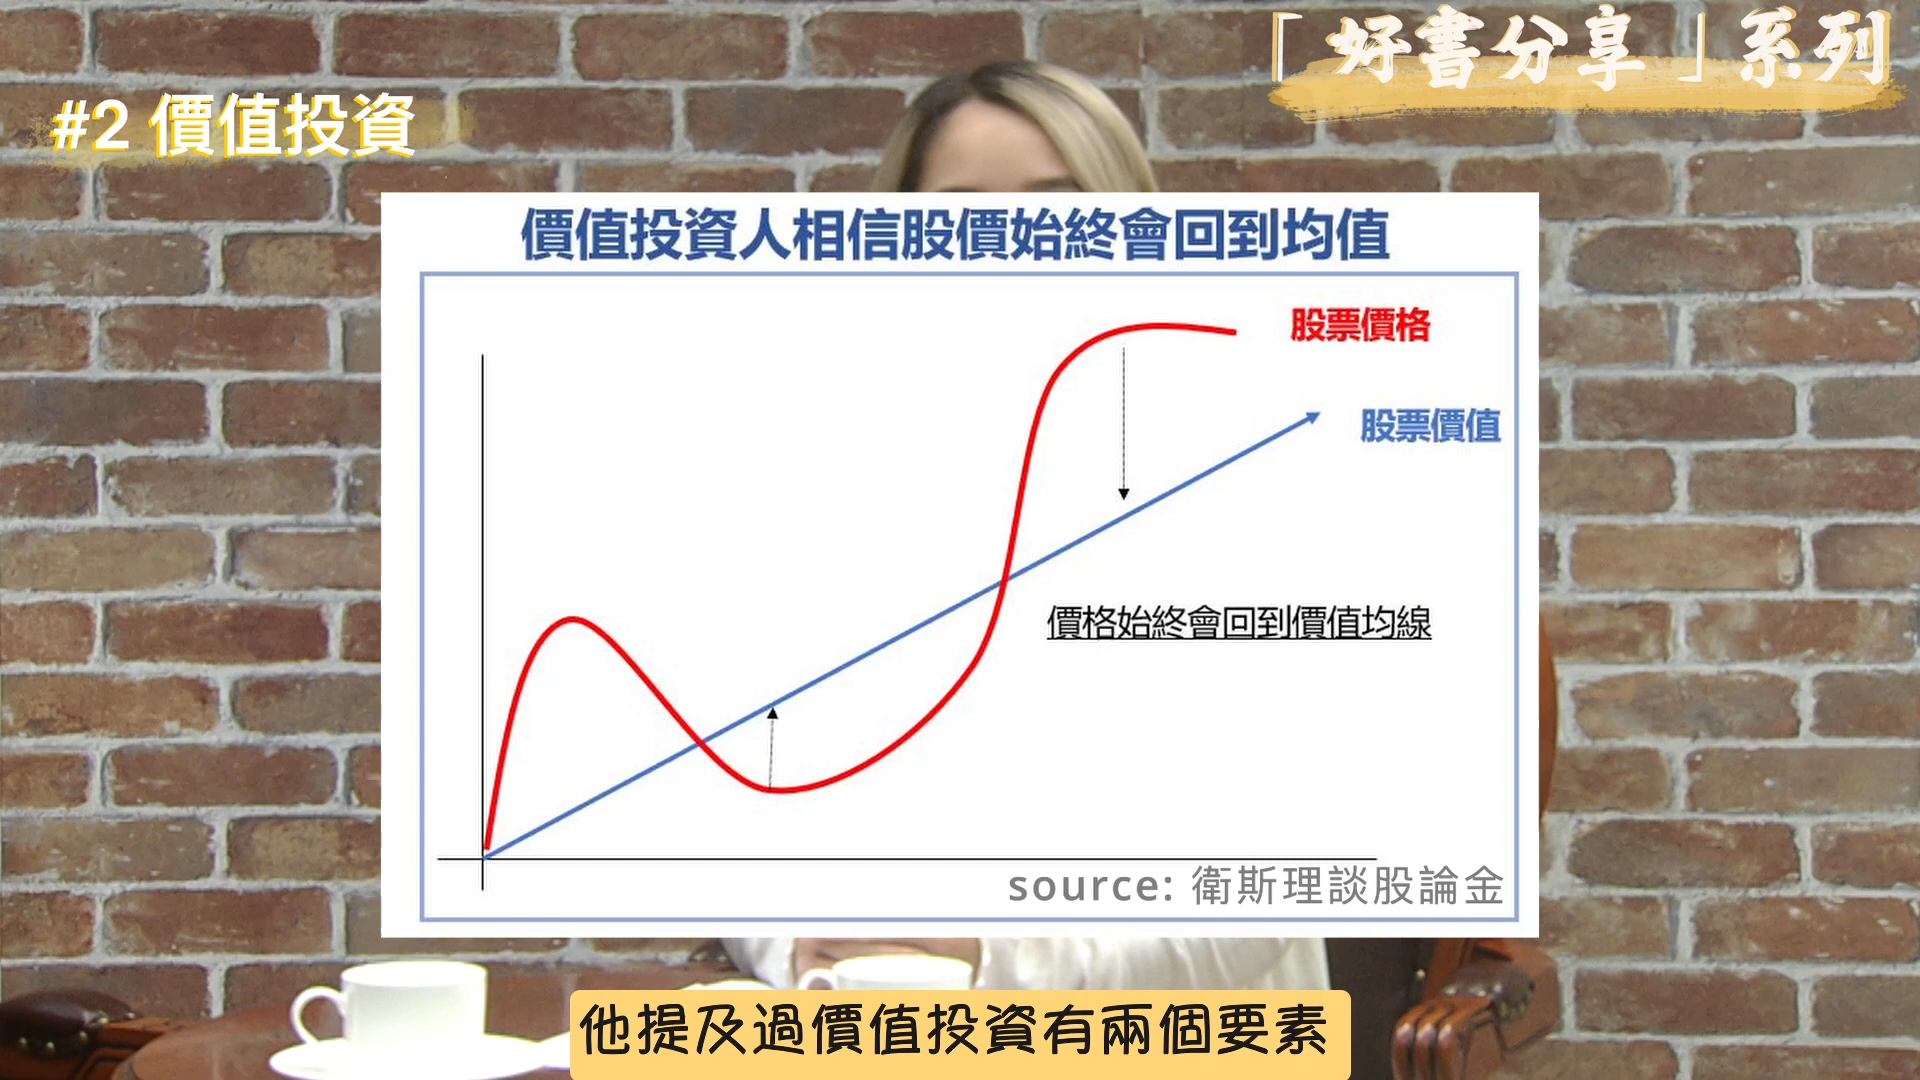 「好書分享」系列
#2 價值投資
價值投資人相信股價始終會回到均值
股票價格
股票價值
價格始終會回到價值均線
source: 衛斯理談股論金
他提及過價值投資有兩個要素